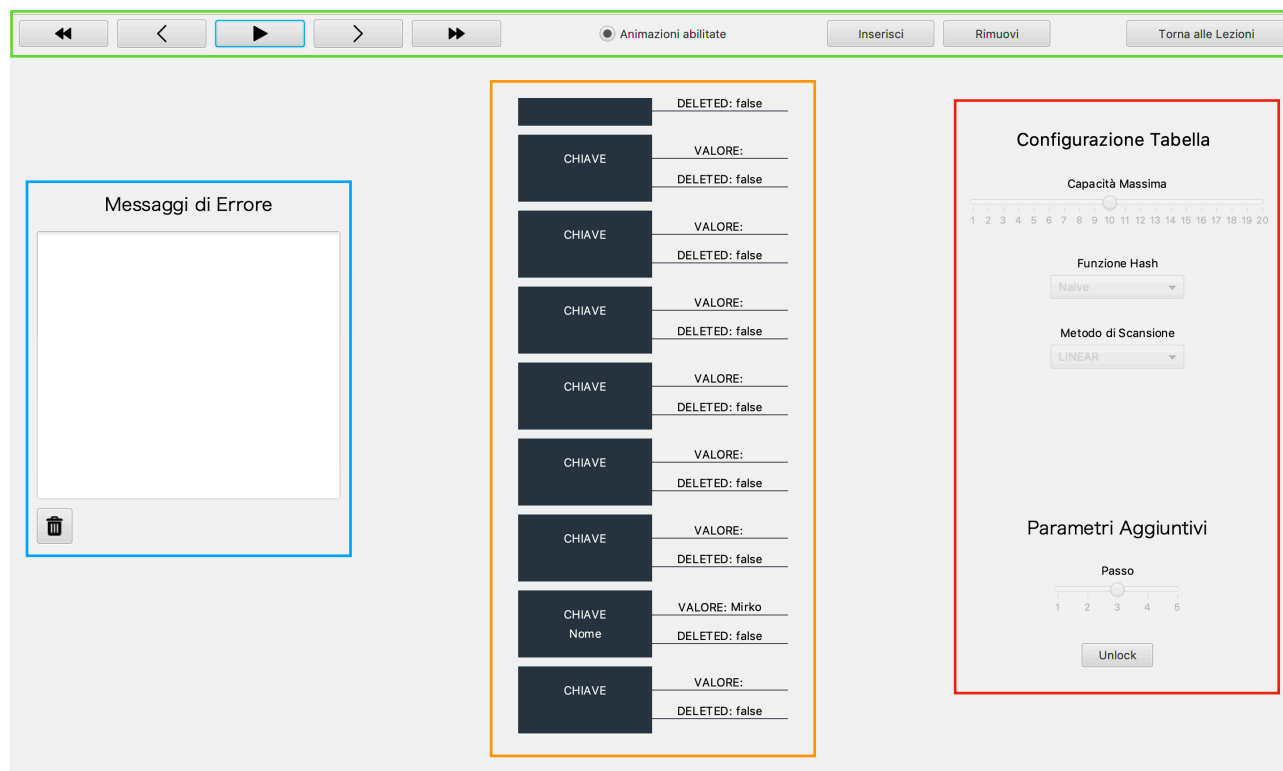 Animazioni abilitate
Inserisci
Rimuovi
Torna alle Lezioni
Messaggi di Errore
DELETED: false
CHIAVE
VALORE:
DELETED: false
CHIAVE
VALORE:
DELETED: false
CHIAVE
VALORE:
DELETED: false
CHIAVE
VALORE:
DELETED: false
CHIAVE
VALORE:
DELETED: false
CHIAVE
VALORE:
DELETED: false
CHIAVE
Nome
VALORE: Mirko
DELETED: false
CHIAVE
VALORE:
DELETED: false
Configurazione Tabella
Capacità Massima
1 2 3 4 5 6 7 8 9 10 11 12 13 14 15 16 17 18 19 20
Funzione Hash
Naive
Metodo di Scansione
LINEAR
Parametri Aggiuntivi
Passo
1 2 3 4 5
Unlock